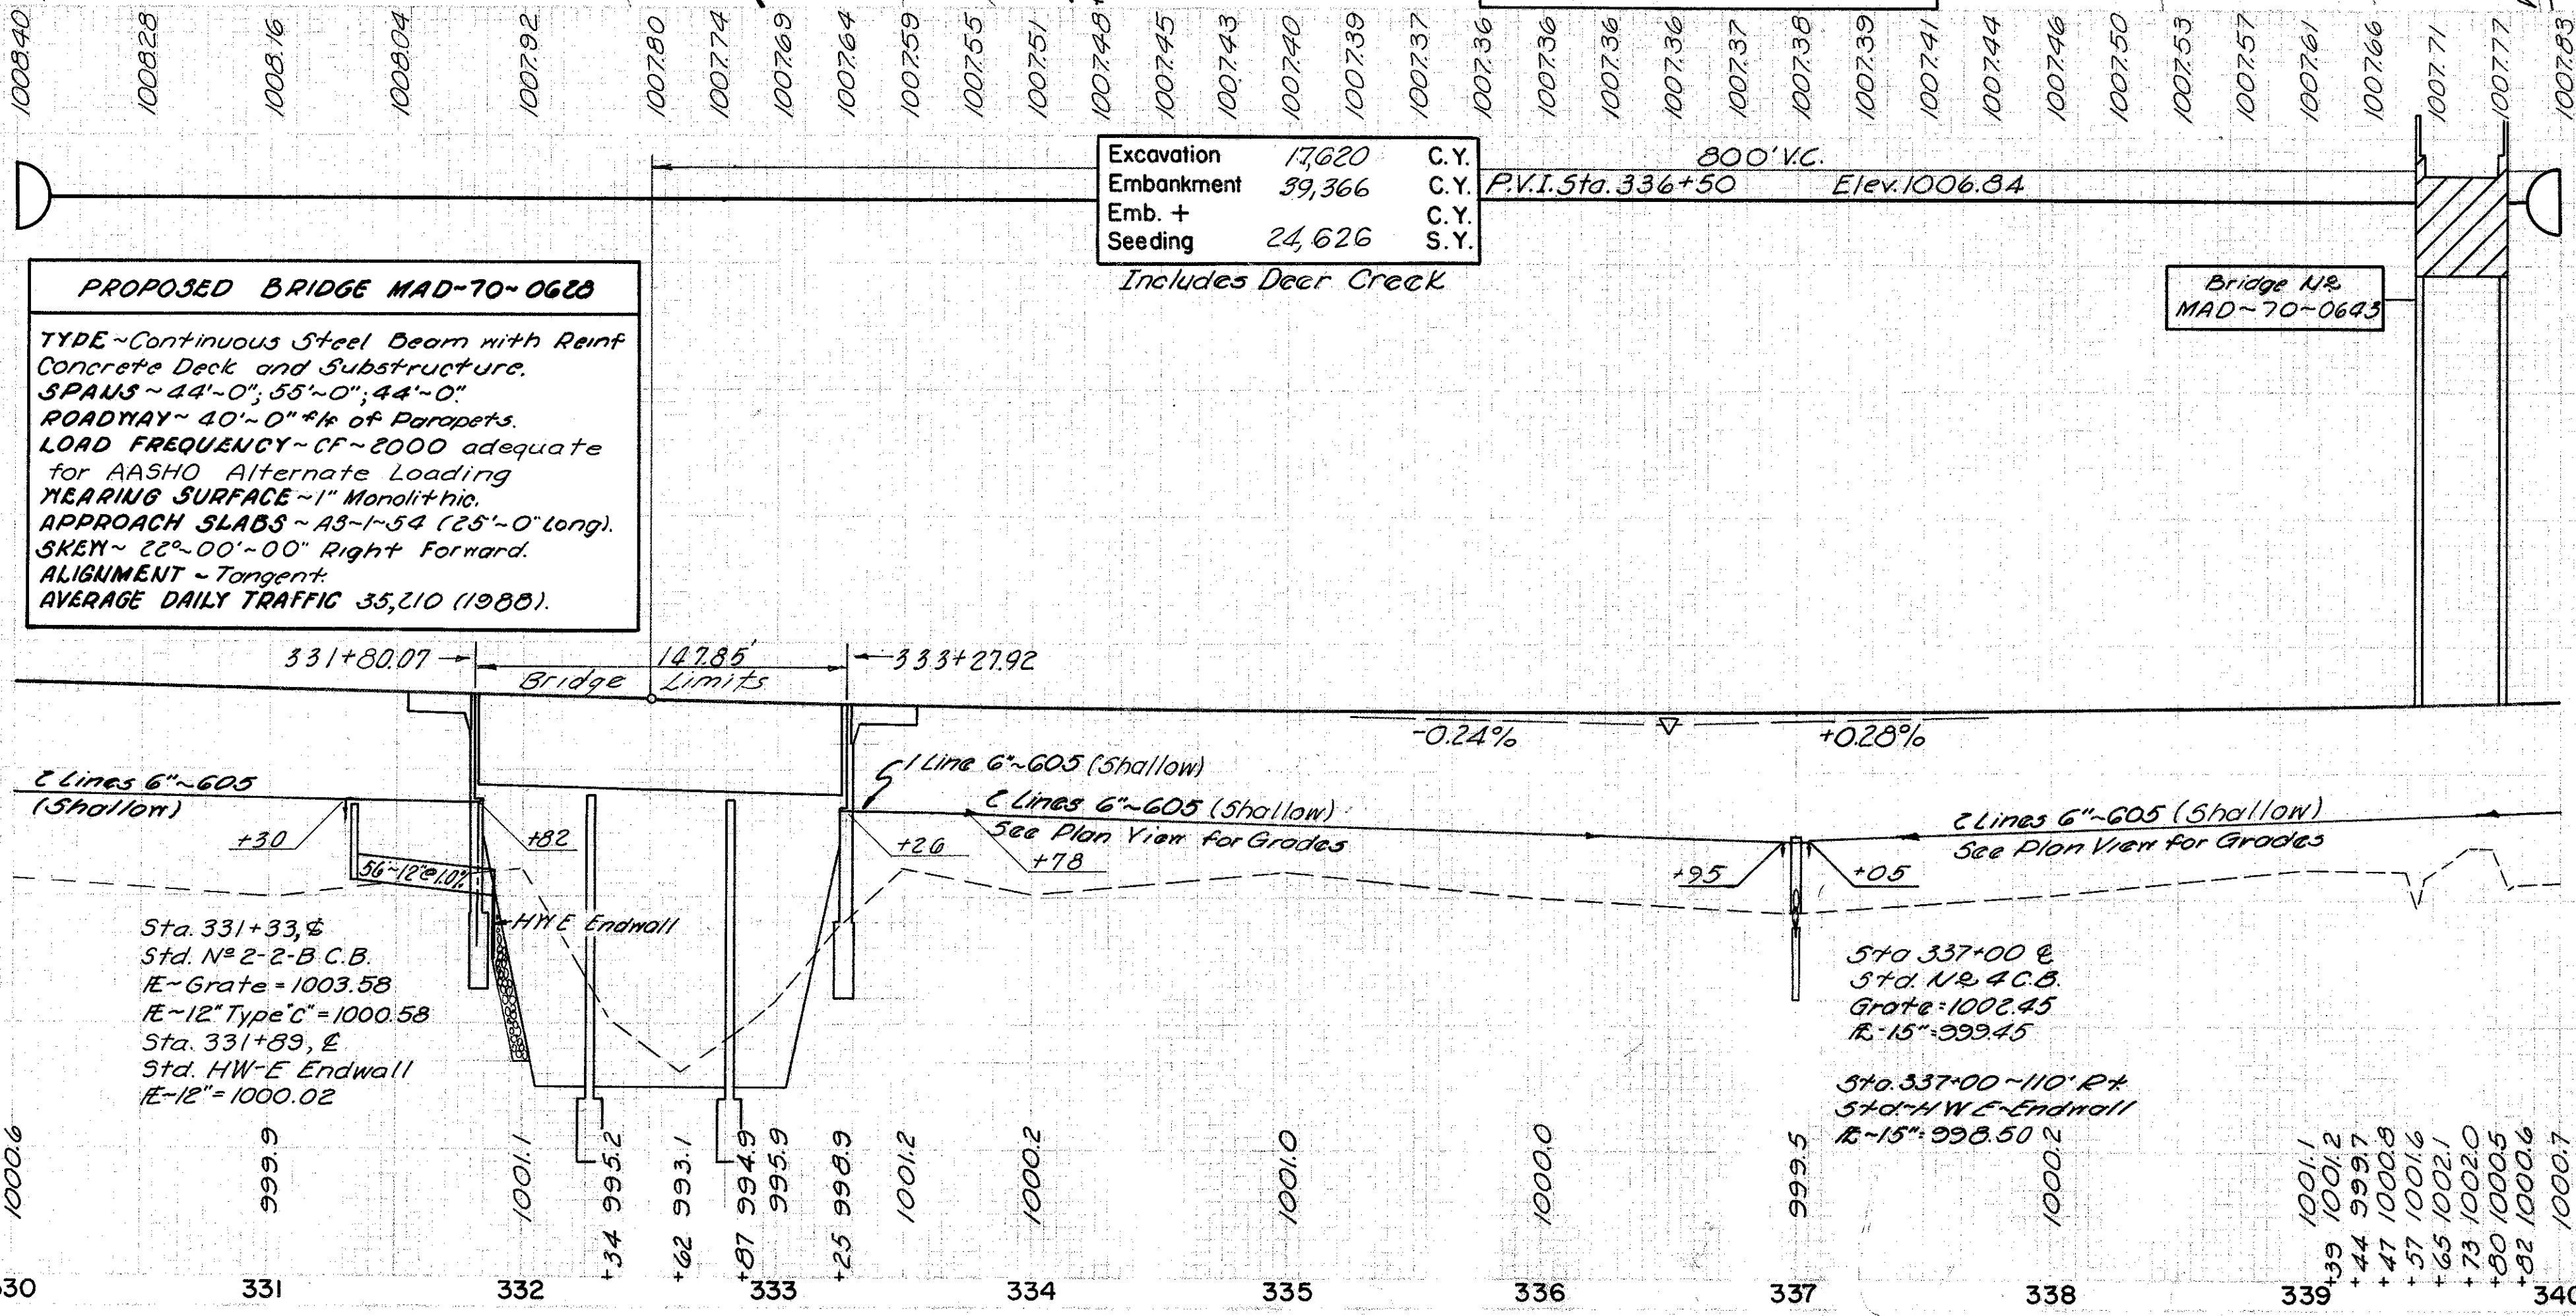 1008.40 1008.28 1008.16 1008.04 1007.92 1007.80 1007.74 1007.69 1007.64 1007.59 1007.55 1007.51 1007.48 1007.45 1007.43 1007.40 1007.39 1007.37 1007.36 1007.36 1007.36 1007.36 1007.37 1007.38 1007.39 1007.41 1007.44 1007.46 1007.50 1007.53 1007.57 1007.61 1007.66 1007.71 1007.77 1007.83
Excavation 17,620 C.Y.
Embankment 39,366 C.Y.
Emb. + C.Y.
Seeding 24,626 S.Y.
Includes Deer Creek
800' V.C.
P.V.I. Sta. 336+50 Elev. 1006.84
Bridge Nº
MAD~70~0643
PROPOSED BRIDGE MAD~70~0628
TYPE~Continuous Steel Beam with Reinf
Concrete Deck and Substructure.
SPANS~44'~0"; 55'~0"; 44'~0"
ROADWAY~ 40'~0" f/f of Parapets.
LOAD FREQUENCY~CF~2000 adequate
for AASHO Alternate Loading
WEARING SURFACE~1" Monolithic.
APPROACH SLABS~AS~1~54 (25'~0" Long).
SKEW~ 22°~00'~00" Right Forward.
ALIGNMENT~Tangent.
AVERAGE DAILY TRAFFIC 35,210 (1988).
331+80.07 147.85' 333+27.92
Bridge Limits
-0.24% +0.28%
2 Lines 6"~605
(Shallow)
1 Line 6"~605 (Shallow)
2 Lines 6"~605 (Shallow)
See Plan View for Grades
2 Lines 6"~605 (Shallow)
See Plan View for Grades
+30 +82 +26 +78 +95 +05
56'~12"@1.0%
HWE Endwall
Sta. 331+33, ℄
Std. Nº 2-2-B C.B.
℄~Grate=1003.58
℄~12" Type "C"=1000.58
Sta. 331+89, ℄
Std. HW-E Endwall
℄~12"=1000.02
Sta 337+00 ℄
Std. Nº 4 C.B.
Grate=1002.45
℄-15"=999.45
Sta. 337+00~110' Rt.
Std~HWE~Endwall
℄~15"=998.50
1000.6 999.9 1001.1 +34 995.2 +62 993.1 +87 994.9 995.9 +25 998.9 1001.2 1000.2 1001.0 1000.0 999.5 1000.2 1001.1 +39 1001.2 +44 999.7 +47 1000.8 +57 1001.6 +65 1002.1 +73 1002.0 +80 1000.5 +82 1000.6 1000.7
330 331 332 333 334 335 336 337 338 339 340